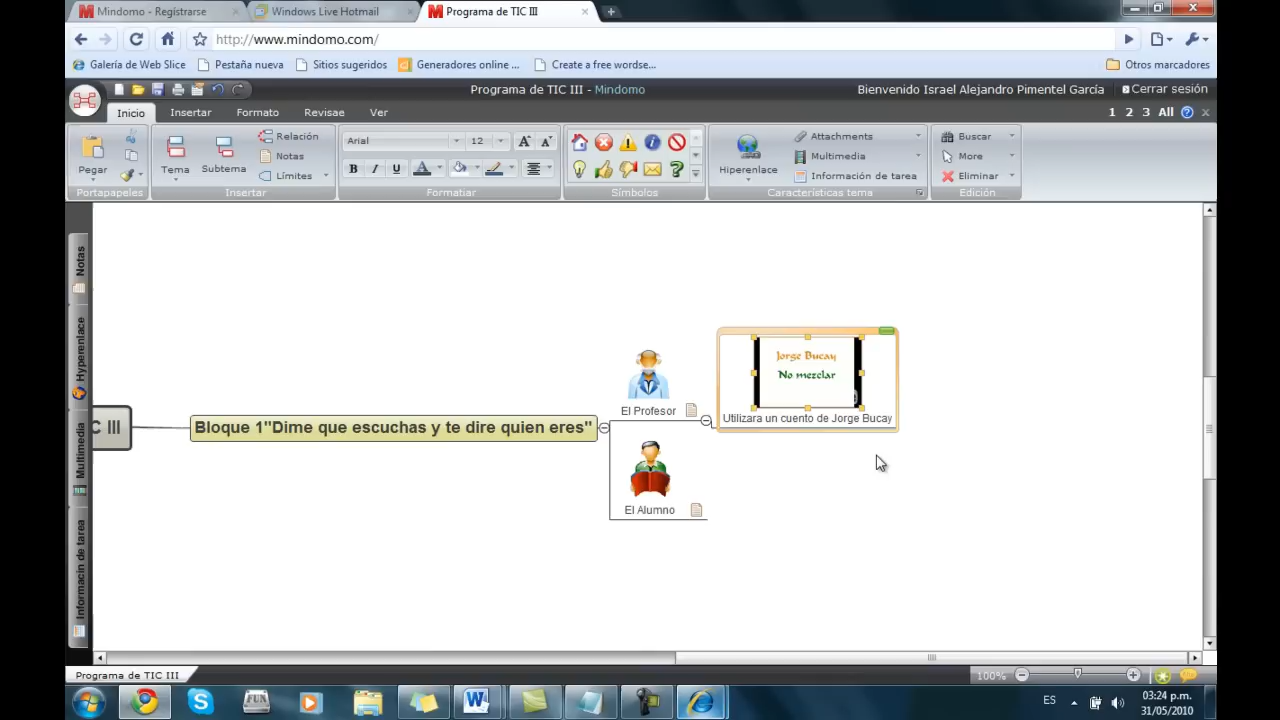 Mindomo - Registrarse
Windows Live Hotmail
Programa de TIC III
http://www.mindomo.com/
Galería de Web Slice
Pestaña nueva
Sitios sugeridos
Generadores online ...
Create a free wordse...
Otros marcadores
Programa de TIC III - Mindomo
Bienvenido Israel Alejandro Pimentel García
Cerrar sesión
Inicio
Insertar
Formato
Revisae
Ver
1 2 3 All
Pegar
Portapapeles
Tema
Subtema
Relación
Notas
Límites
Insertar
Arial
12
B I U
Formatiar
Símbolos
Hiperenlace
Attachments
Multimedia
Información de tarea
Características tema
Buscar
More
Eliminar
Edición
Notas
Hyperenlace
Multimedia
Informacin de tarea
C III
Bloque 1"Dime que escuchas y te dire quien eres"
El Profesor
El Alumno
Jorge Bucay
No mezclar
Utilizara un cuento de Jorge Bucay
Programa de TIC III
100%
FUN
ES
03:24 p.m.
31/05/2010